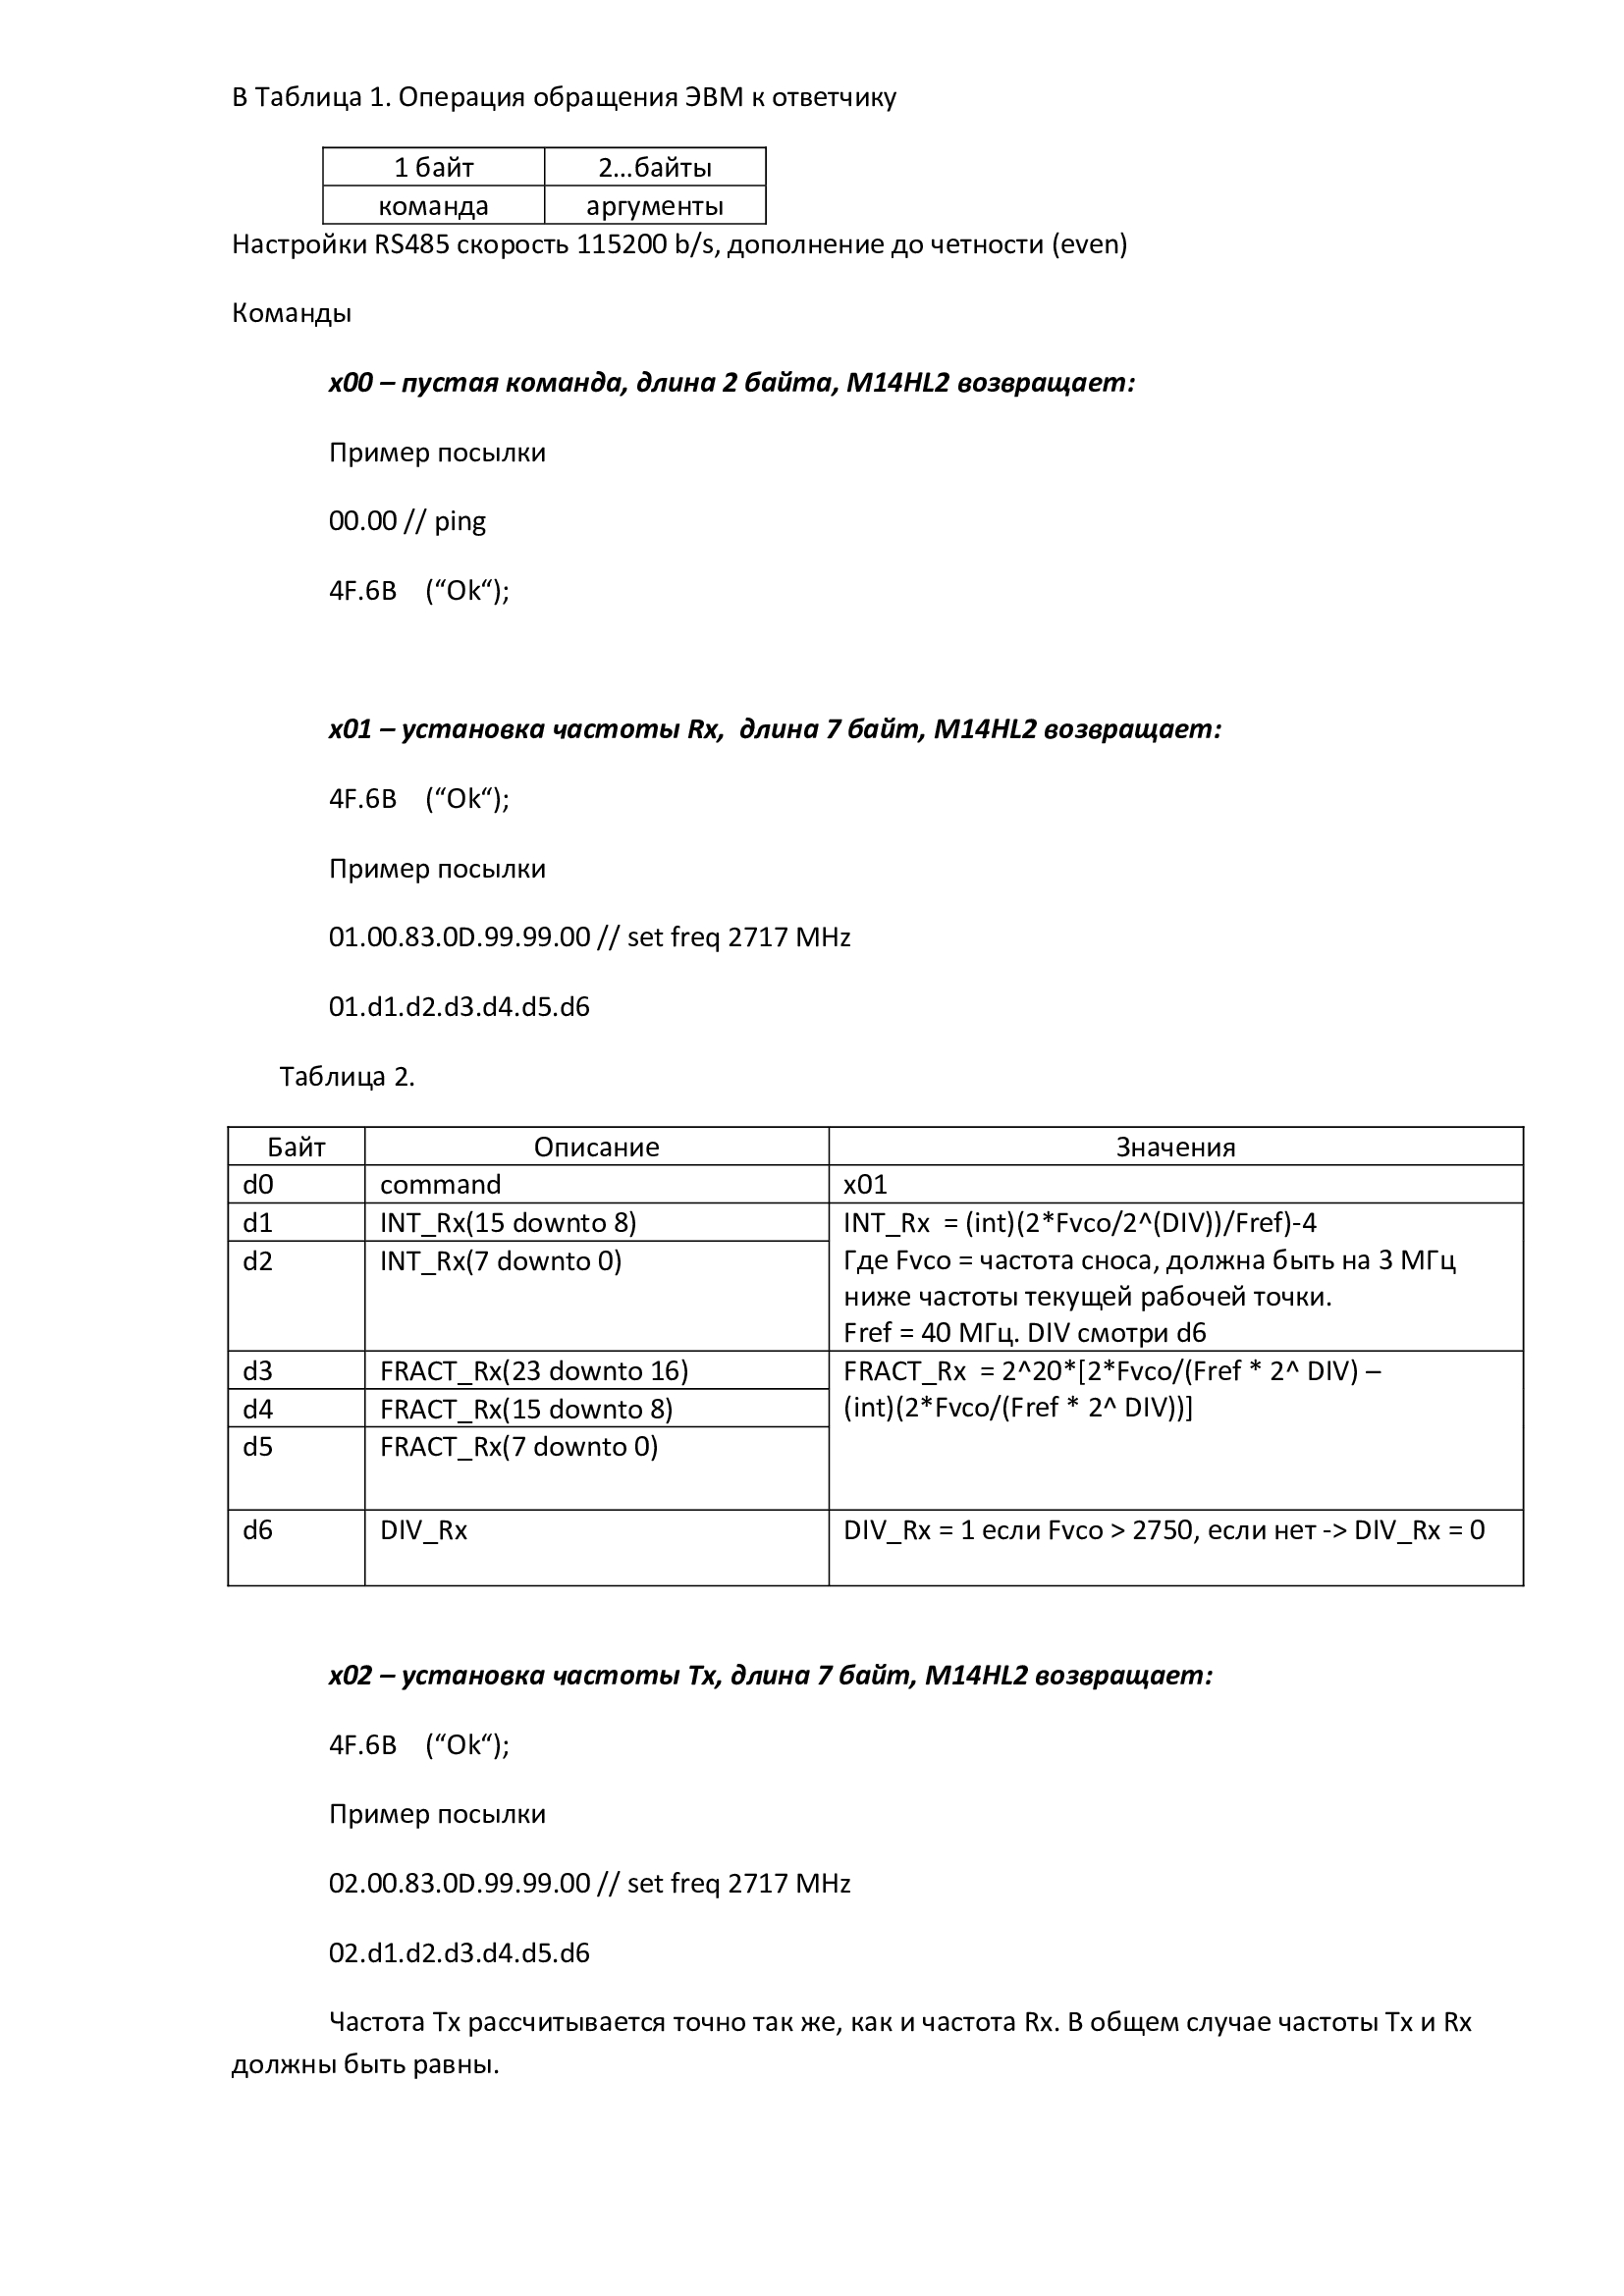 В Таблица 1. Операция обращения ЭВМ к ответчику
1 байт 2...байты
команда аргументы
Настройки RS485 скорость 115200 b/s, дополнение до четности (even)
Команды
x00 – пустая команда, длина 2 байта, M14HL2 возвращает:
Пример посылки
00.00 // ping
4F.6B (“Ok“);
x01 – установка частоты Rx, длина 7 байт, M14HL2 возвращает:
4F.6B (“Ok“);
Пример посылки
01.00.83.0D.99.99.00 // set freq 2717 MHz
01.d1.d2.d3.d4.d5.d6
Таблица 2.
Байт Описание Значения
d0 command x01
d1 INT_Rx(15 downto 8) INT_Rx = (int)(2*Fvco/2^(DIV))/Fref)-4
d2 INT_Rx(7 downto 0) Где Fvco = частота сноса, должна быть на 3 МГц
ниже частоты текущей рабочей точки.
Fref = 40 МГц. DIV смотри d6
d3 FRACT_Rx(23 downto 16) FRACT_Rx = 2^20*[2*Fvco/(Fref * 2^ DIV) –
d4 FRACT_Rx(15 downto 8) (int)(2*Fvco/(Fref * 2^ DIV))]
d5 FRACT_Rx(7 downto 0)
d6 DIV_Rx DIV_Rx = 1 если Fvco > 2750, если нет -> DIV_Rx = 0
x02 – установка частоты Tx, длина 7 байт, M14HL2 возвращает:
4F.6B (“Ok“);
Пример посылки
02.00.83.0D.99.99.00 // set freq 2717 MHz
02.d1.d2.d3.d4.d5.d6
Частота Tx рассчитывается точно так же, как и частота Rx. В общем случае частоты Tx и Rx
должны быть равны.